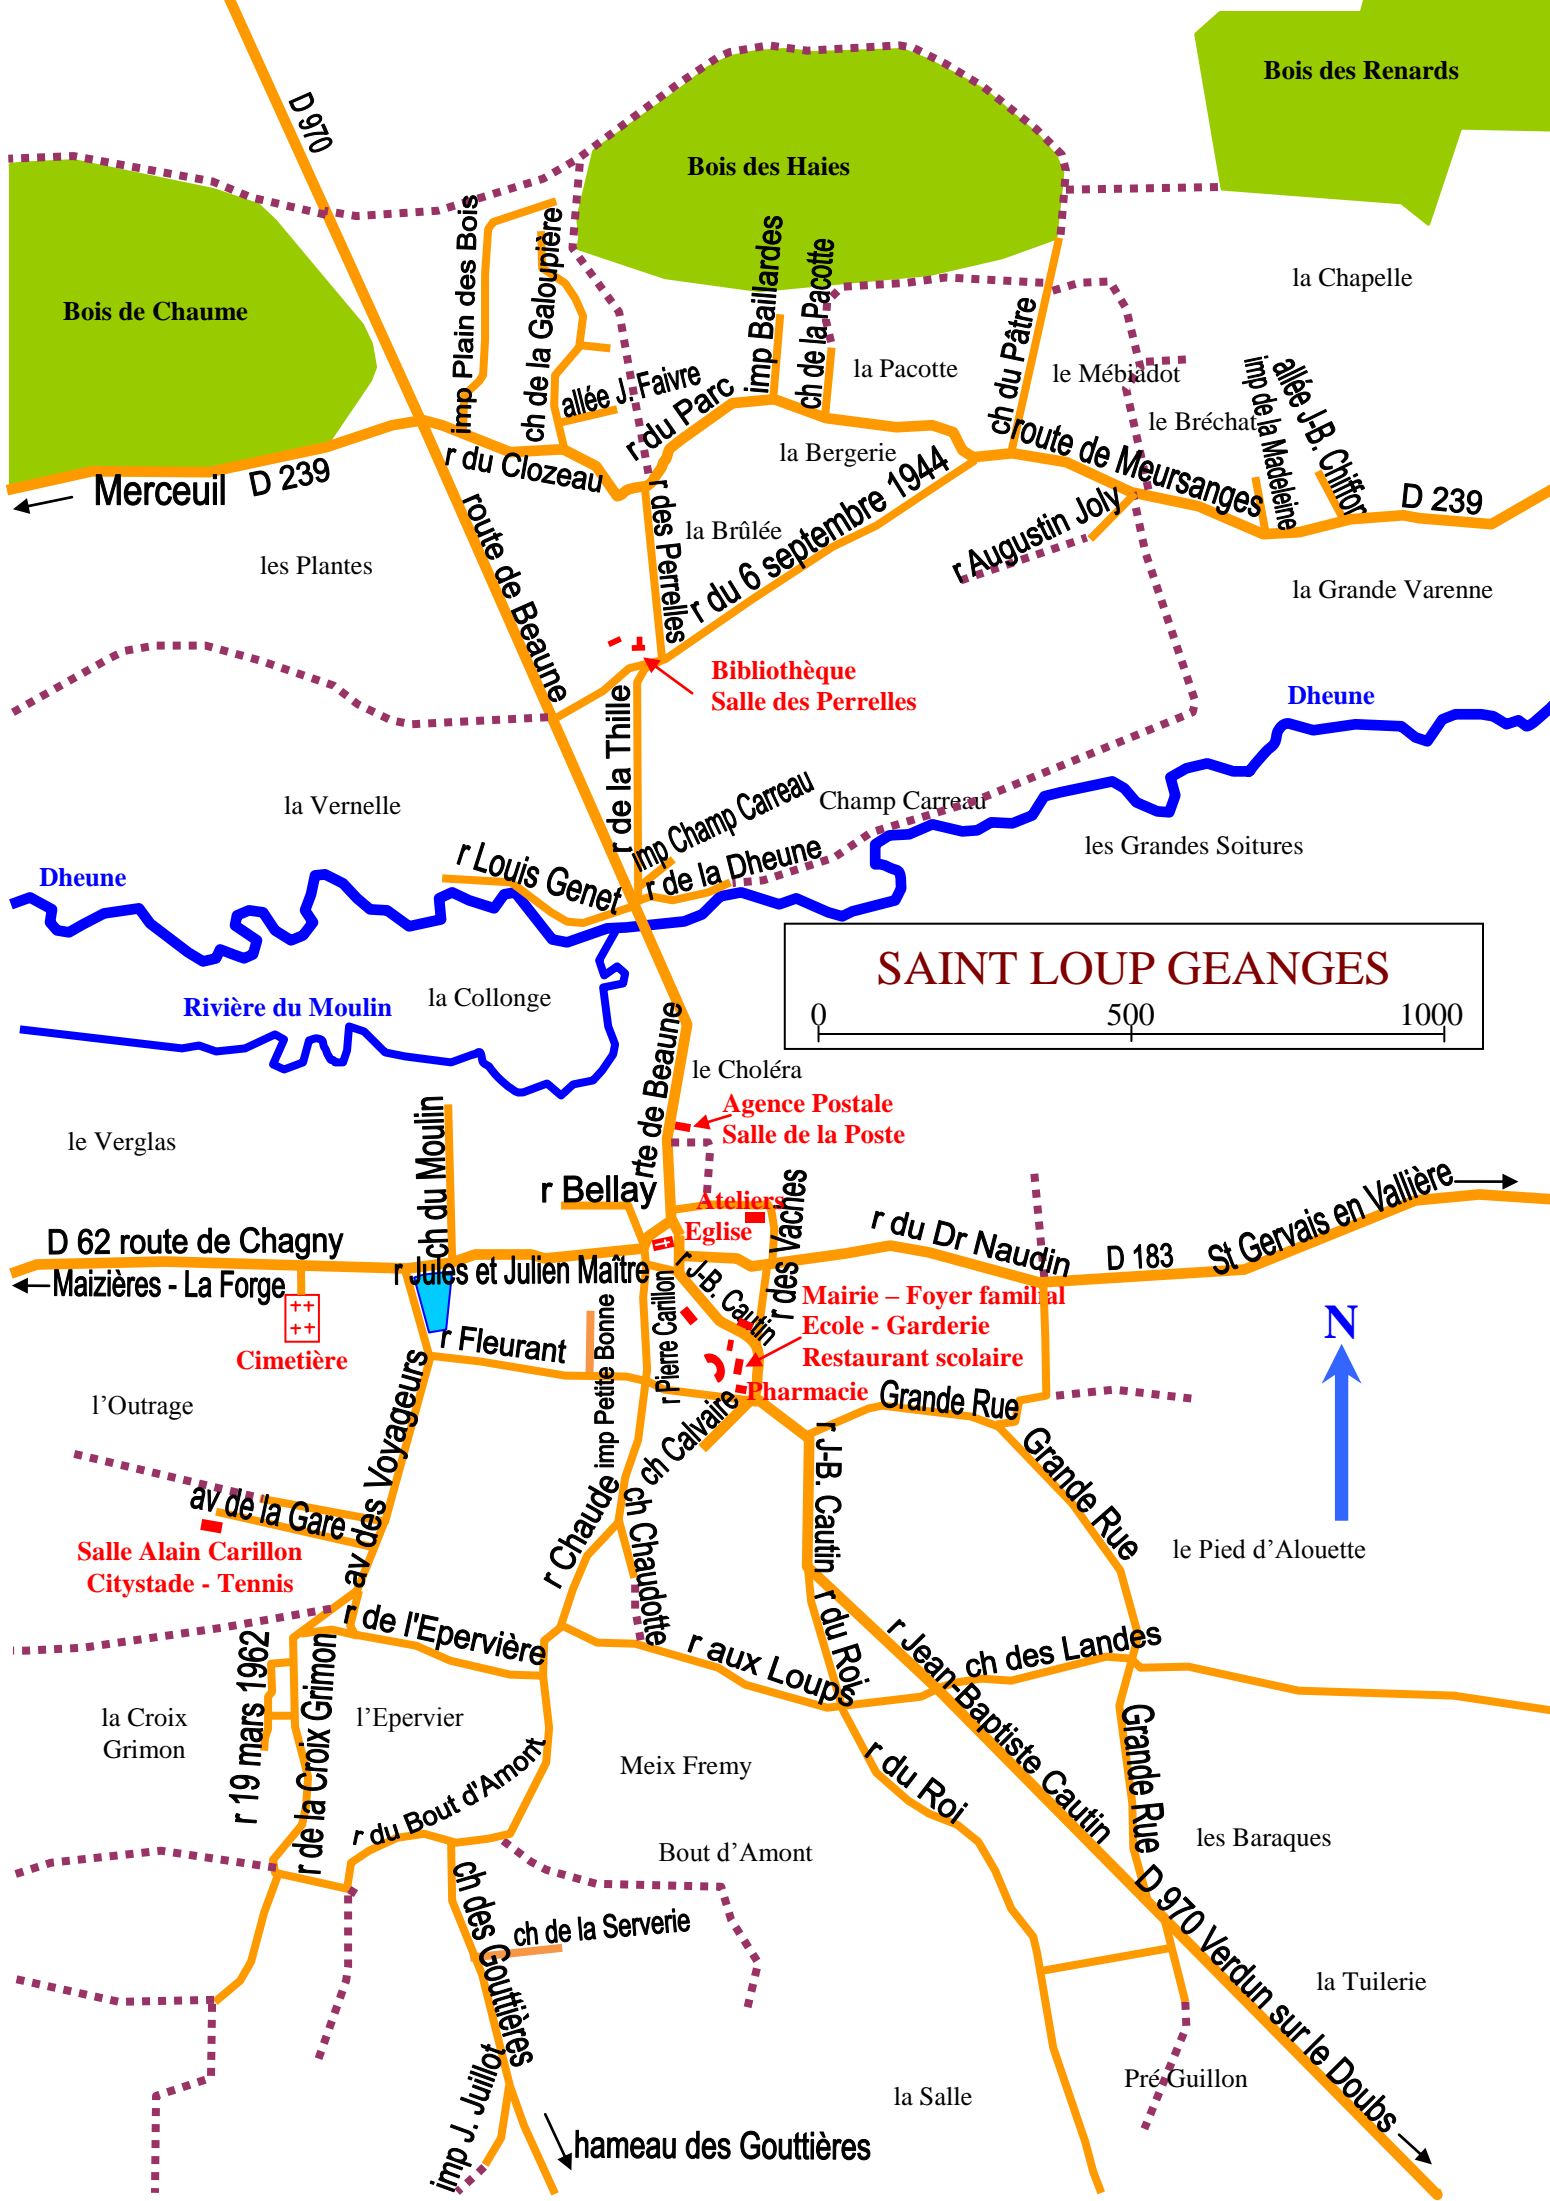 Bois des Renards
D 970
Bois des Haies
imp Plain des Bois
ch de la Galoupière
imp Baillardes
ch de la Pacotte
la Chapelle
Bois de Chaume
ch du Pâtre
la Pacotte
le Mébiadot
allée J. Faivre
r du Parc
imp de la Madeleine
allée J-B. Chiffon
le Bréchat
la Bergerie
route de Meursanges
r du Clozeau
Merceuil
D 239
D 239
route de Beaune
r des Perrelles
la Brûlée
r du 6 septembre 1944
r Augustin Joly
les Plantes
la Grande Varenne
Bibliothèque
Salle des Perrelles
Dheune
r de la Thille
la Vernelle
imp Champ Carreau
Champ Carreau
r Louis Genet
r de la Dheune
les Grandes Soitures
Dheune
SAINT LOUP GEANGES
0 500 1000
Rivière du Moulin
la Collonge
rte de Beaune
le Choléra
Agence Postale
Salle de la Poste
le Verglas
ch du Moulin
r Bellay
Ateliers
Eglise
r des Vaches
r du Dr Naudin
D 183
St Gervais en Vallière
D 62 route de Chagny
Maizières - La Forge
r Jules et Julien Maître
r J-B. Cautin
Mairie – Foyer familial
Ecole - Garderie
Restaurant scolaire
N
r Fleurant
imp Petite Bonne
r Pierre Carillon
Cimetière
Pharmacie
Grande Rue
l'Outrage
av des Voyageurs
ch Calvaire
r J-B. Cautin
Grande Rue
av de la Gare
r Chaude
ch Chaudotte
le Pied d'Alouette
Salle Alain Carillon
Citystade - Tennis
r de l'Epervière
r du Roi
r aux Loups
r Jean-Baptiste Cautin
ch des Landes
r 19 mars 1962
r de la Croix Grimon
la Croix
Grimon
l'Epervier
Meix Fremy
r du Roi
Grande Rue
r du Bout d'Amont
les Baraques
Bout d'Amont
ch des Gouttières
ch de la Serverie
D 970 Verdun sur le Doubs
la Tuilerie
imp J. Juillot
Pré Guillon
la Salle
hameau des Gouttières